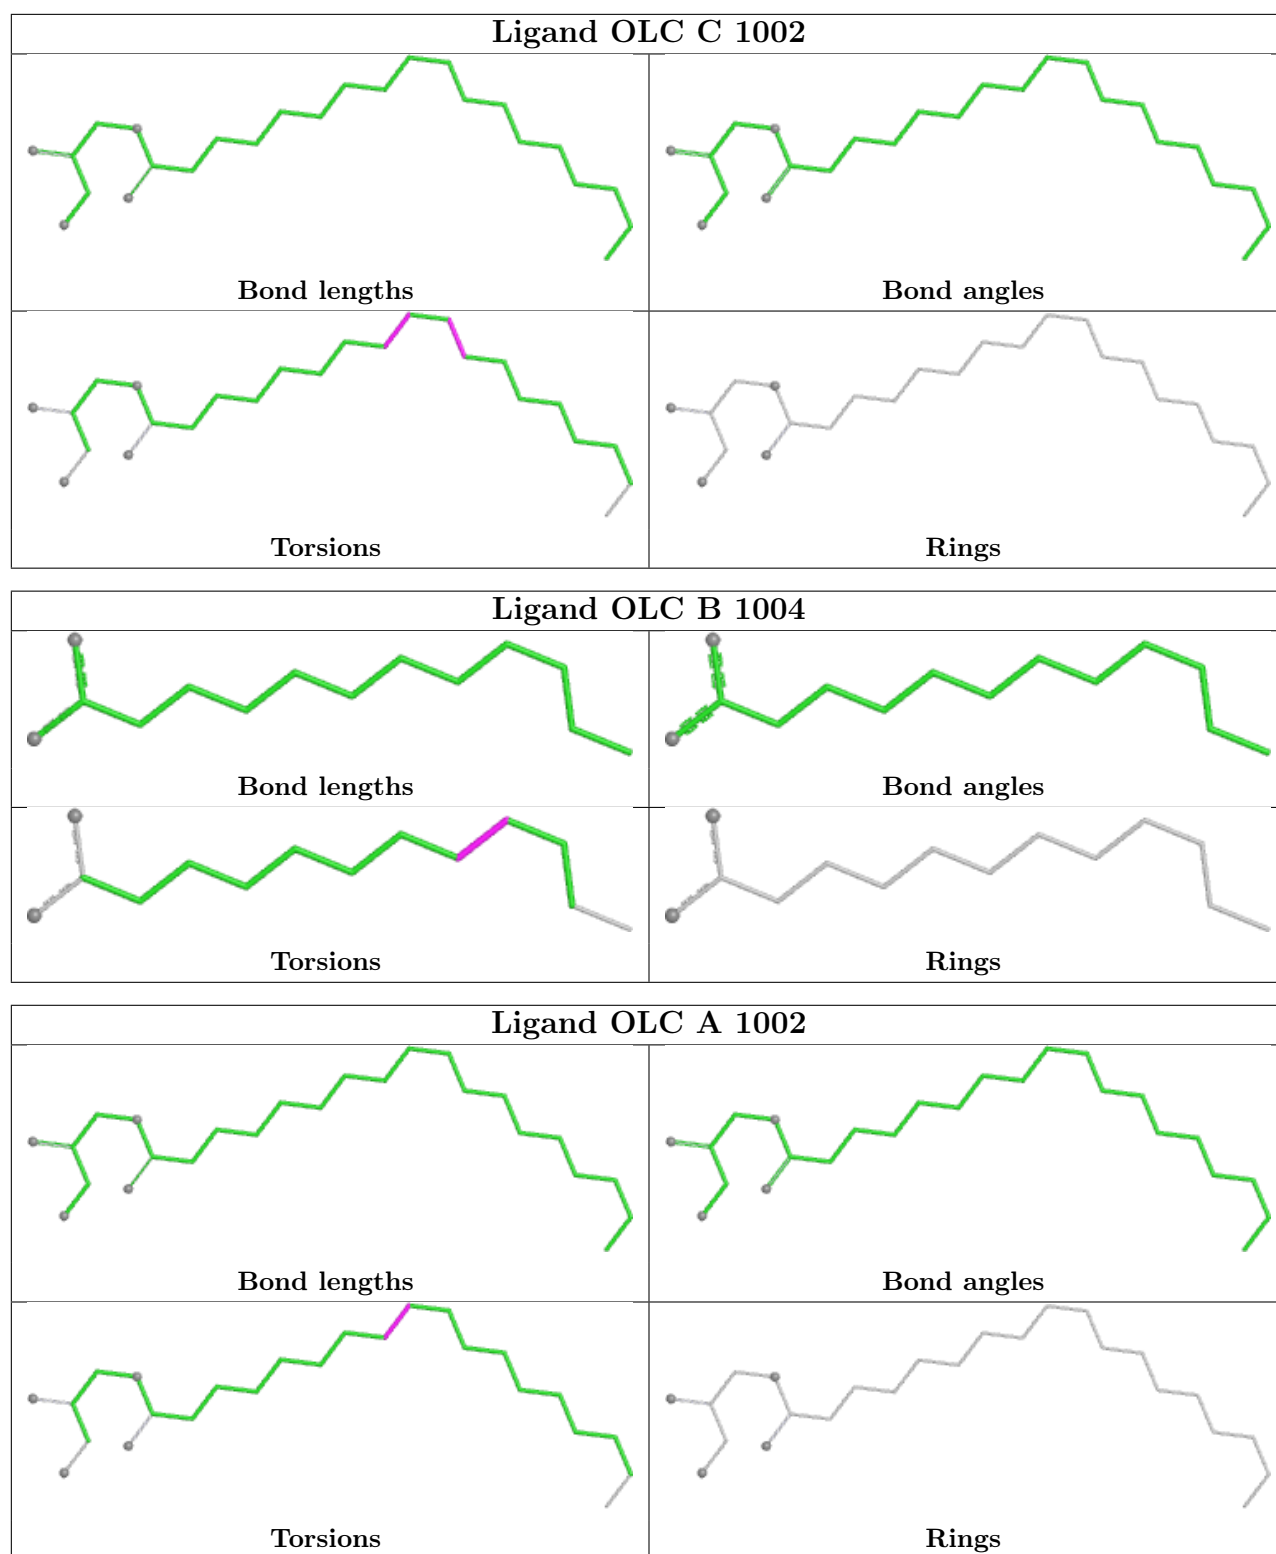 Ligand OLC C 1002
Bond lengths
Bond angles
Torsions
Rings
Ligand OLC B 1004
Bond lengths
Bond angles
Torsions
Rings
Ligand OLC A 1002
Bond lengths
Bond angles
Torsions
Rings